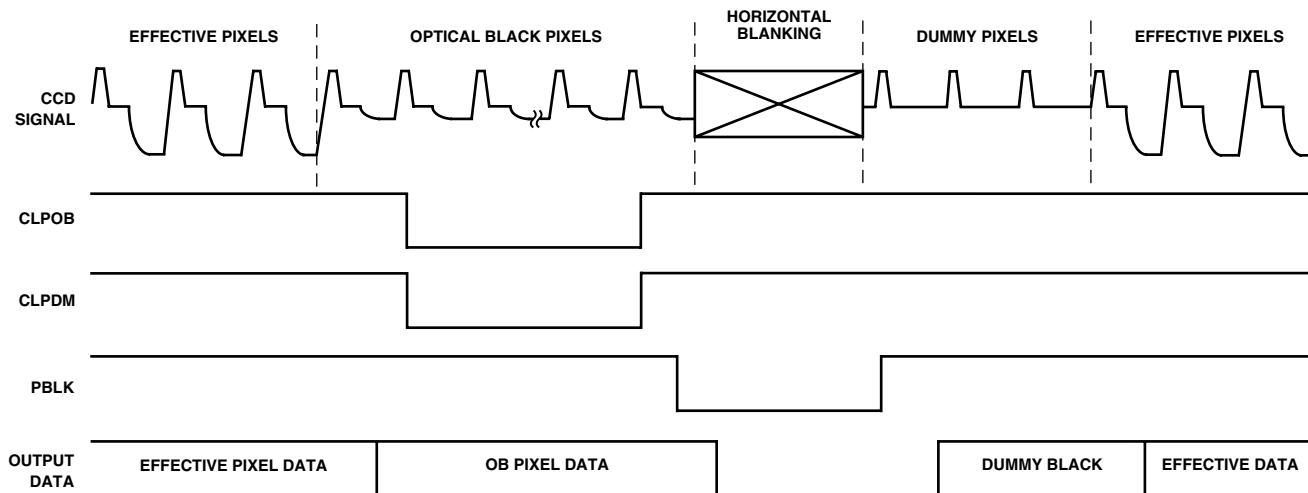 HORIZONTAL
BLANKING
EFFECTIVE PIXELS
OPTICAL BLACK PIXELS
DUMMY PIXELS
EFFECTIVE PIXELS
CCD
SIGNAL
CLPOB
CLPDM
PBLK
OUTPUT
DATA
EFFECTIVE PIXEL DATA
OB PIXEL DATA
DUMMY BLACK
EFFECTIVE DATA